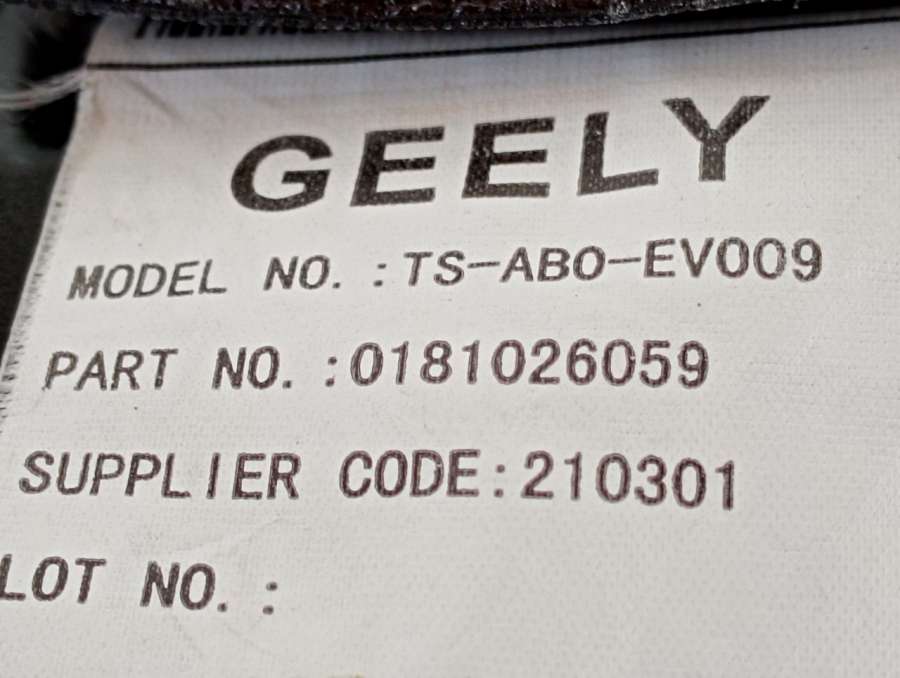 GEELY
MODEL NO. :TS-ABO-EV009
PART NO. :0181026059
SUPPLIER CODE:210301
LOT NO. :